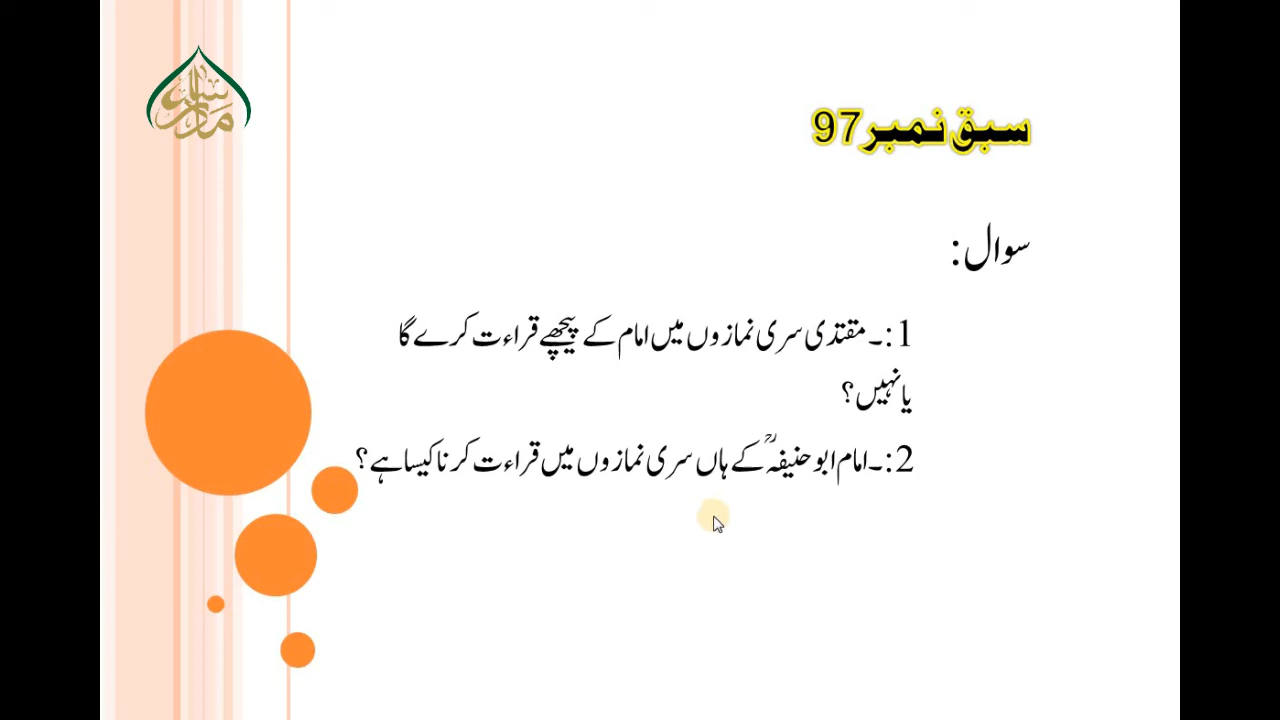 سبق نمبر97
سوال:
1:۔ مقتدی سری نمازوں میں امام کے پیچھے قراءت کرے گا
یا نہیں؟
2:۔ امام ابو حنیفہؒ کے ہاں سری نمازوں میں قراءت کرنا کیسا ہے؟